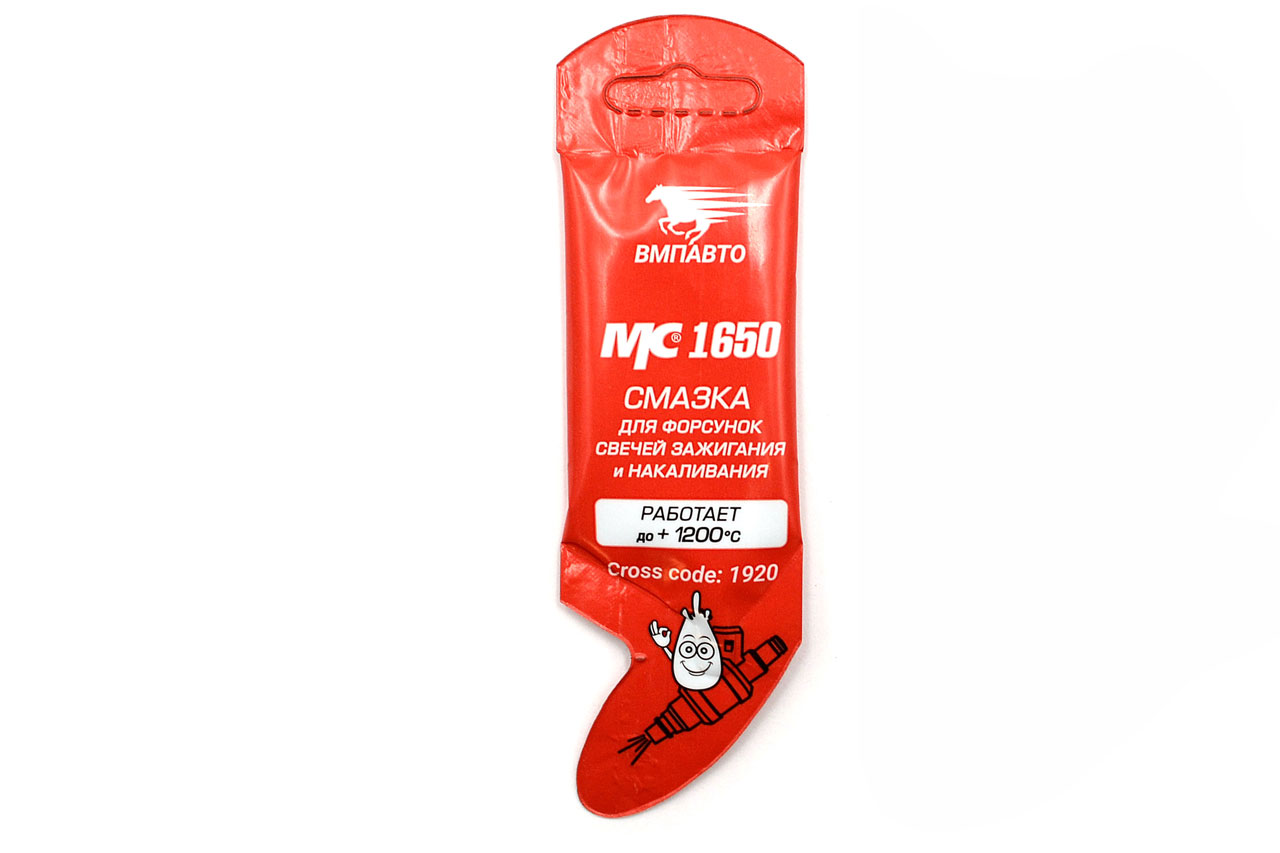 ВМПАВТО
МС® 1650
СМАЗКА
ДЛЯ ФОРСУНОК
СВЕЧЕЙ ЗАЖИГАНИЯ
и НАКАЛИВАНИЯ
РАБОТАЕТ
до + 1200°С
Cross code: 1920